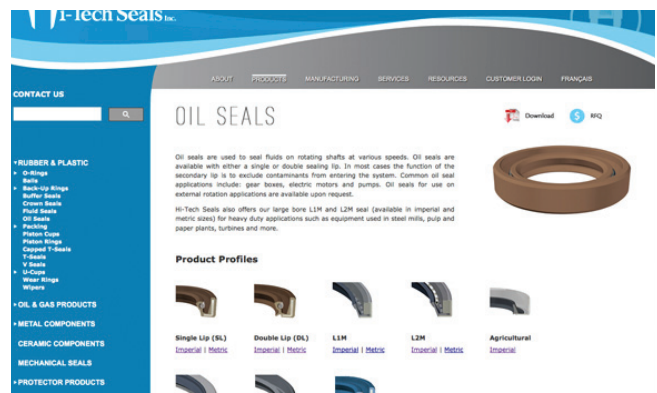 Hi-Tech Seals Inc.
ABOUT PRODUCTS MANUFACTURING SERVICES RESOURCES CUSTOMER LOGIN FRANÇAIS
CONTACT US
RUBBER & PLASTIC
O-Rings
Balls
Back-Up Rings
Buffer Seals
Crown Seals
Fluid Seals
Oil Seals
Packing
Piston Cups
Piston Rings
Capped T-Seals
T-Seals
V Seals
U-Cups
Wear Rings
Wipers
OIL & GAS PRODUCTS
METAL COMPONENTS
CERAMIC COMPONENTS
MECHANICAL SEALS
PROTECTOR PRODUCTS
OIL SEALS
Download RFQ
Oil seals are used to seal fluids on rotating shafts at various speeds. Oil seals are
available with either a single or double sealing lip. In most cases the function of the
secondary lip is to exclude contaminants from entering the system. Common oil seal
applications include: gear boxes, electric motors and pumps. Oil seals for use on
external rotation applications are available upon request.
Hi-Tech Seals also offers our large bore L1M and L2M seal (available in imperial and
metric sizes) for heavy duty applications such as equipment used in steel mills, pulp and
paper plants, turbines and more.
Product Profiles
Single Lip (SL) Double Lip (DL) L1M L2M Agricultural
Imperial | Metric Imperial | Metric Imperial | Metric Imperial | Metric Imperial